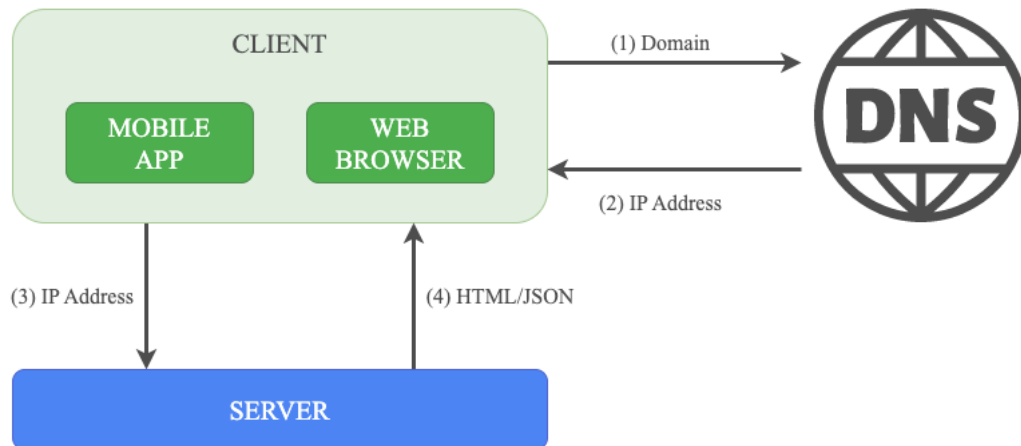 CLIENT
(1) Domain
DNS
MOBILE
APP
WEB
BROWSER
(2) IP Address
(3) IP Address
(4) HTML/JSON
SERVER